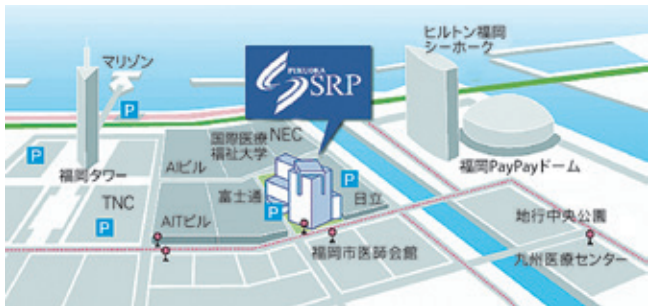 ヒルトン福岡
シーホーク
マリゾン
FUKUOKA
SRP
P
国際医療
福祉大学
NEC
AIビル
P
福岡タワー
P
福岡PayPayドーム
TNC
富士通
P
日立
P
AITビル
地行中央公園
福岡市医師会館
九州医療センター